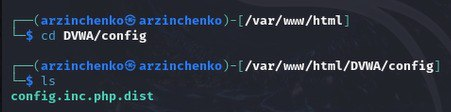 ┌──(arzinchenko㉿arzinchenko)-[/var/www/html]
└─$ cd DVWA/config
┌──(arzinchenko㉿arzinchenko)-[/var/www/html/DVWA/config]
└─$ ls
config.inc.php.dist